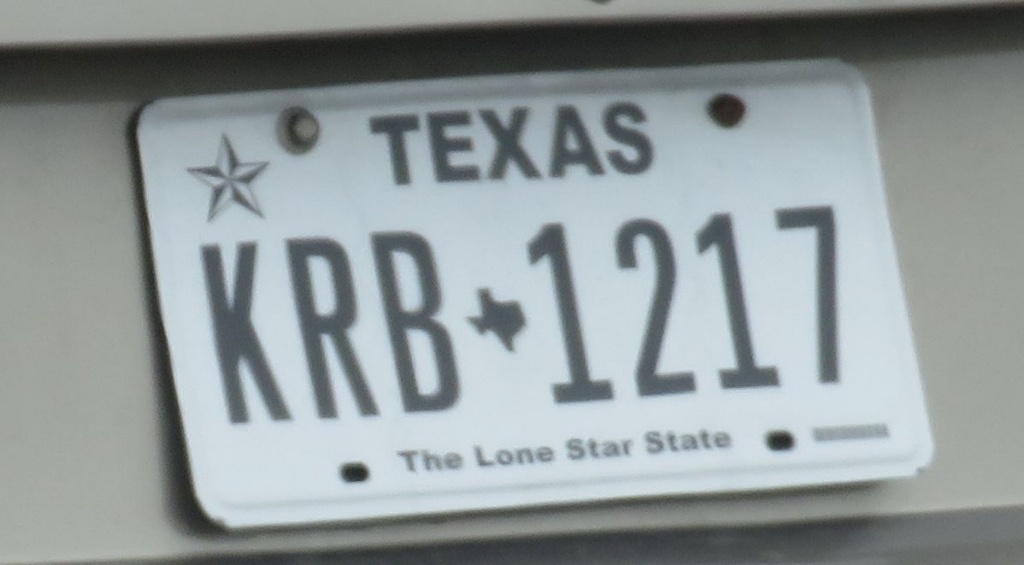 TEXAS
KRB 1217
The Lone Star State